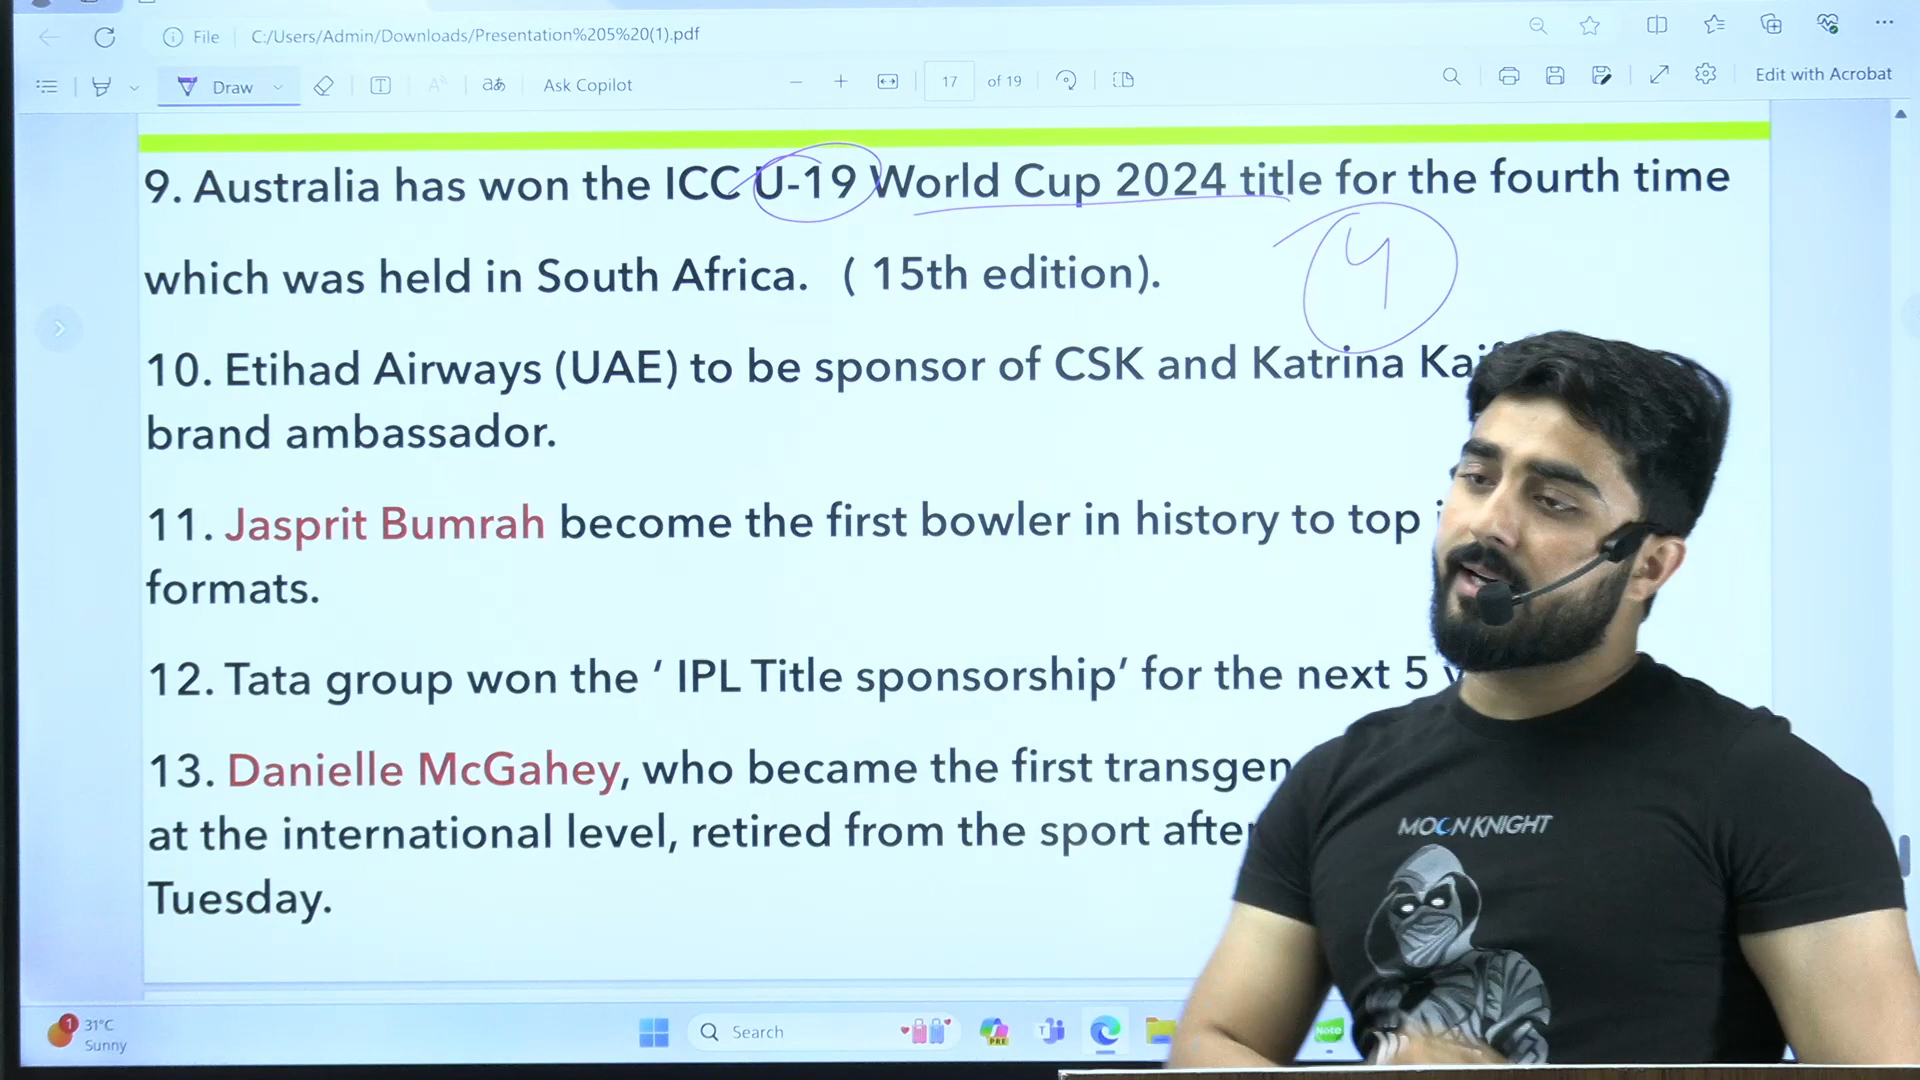 File C:/Users/Admin/Downloads/Presentation%205%20(1).pdf
Draw Ask Copilot 17 of 19 Edit with Acrobat
9. Australia has won the ICC U-19 World Cup 2024 title for the fourth time
4
which was held in South Africa. ( 15th edition).
10. Etihad Airways (UAE) to be sponsor of CSK and Katrina
brand ambassador.
11. Jasprit Bumrah become the first bowler in history to top
formats.
12. Tata group won the ‘ IPL Title sponsorship’ for the next 5
13. Danielle McGahey, who became the first
at the international level, retired from the sport
Tuesday.
MOON KNIGHT
1 31°C
Sunny
Search
PRE
Note